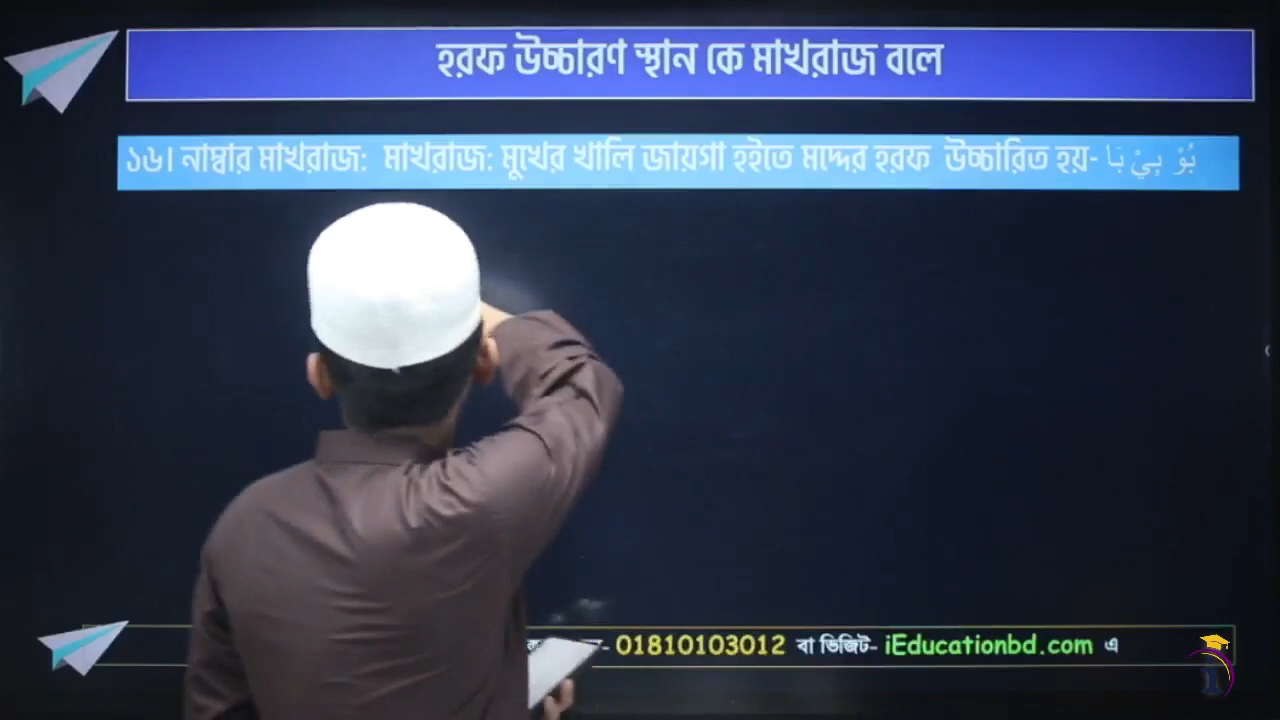 হরফ উচ্চারণ স্থান কে মাখরাজ বলে
১৬। নাম্বার মাখরাজ: মাখরাজ: মুখের খালি জায়গা হইতে মদ্দের হরফ উচ্চারিত হয়- بُوْ بِيْ بَا
- 01810103012 বা ভিজিট- iEducationbd.com এ